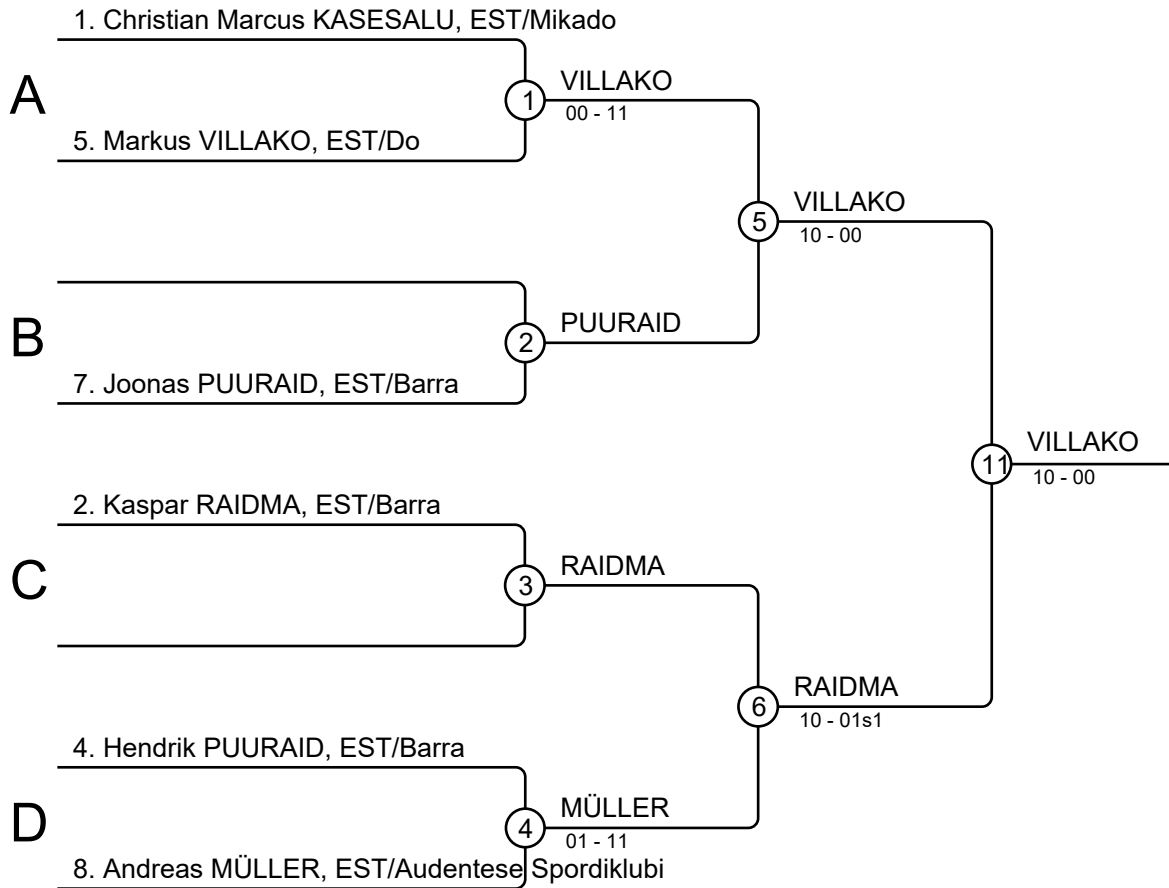 1. Christian Marcus KASESALU, EST/Mikado
A
1
VILLAKO
00 - 11
5. Markus VILLAKO, EST/Do
5
VILLAKO
10 - 00
B
2
PUURAID
7. Joonas PUURAID, EST/Barra
11
VILLAKO
10 - 00
2. Kaspar RAIDMA, EST/Barra
C
3
RAIDMA
6
RAIDMA
10 - 01s1
4. Hendrik PUURAID, EST/Barra
D
4
MÜLLER
01 - 11
8. Andreas MÜLLER, EST/Audentese Spordiklubi